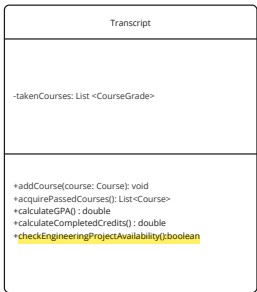 Transcript
-takenCourses: List <CourseGrade>
+addCourse(course: Course): void
+acquirePassedCourses(): List<Course>
+calculateGPA() : double
+calculateCompletedCredits() : double
+checkEngineeringProjectAvailability():boolean